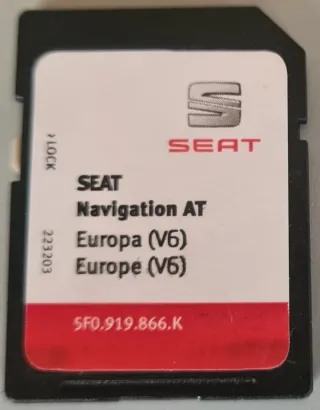 SEAT
LOCK
223203
SEAT
Navigation AT
Europa (V6)
Europe (V6)
5F0.919.866.K